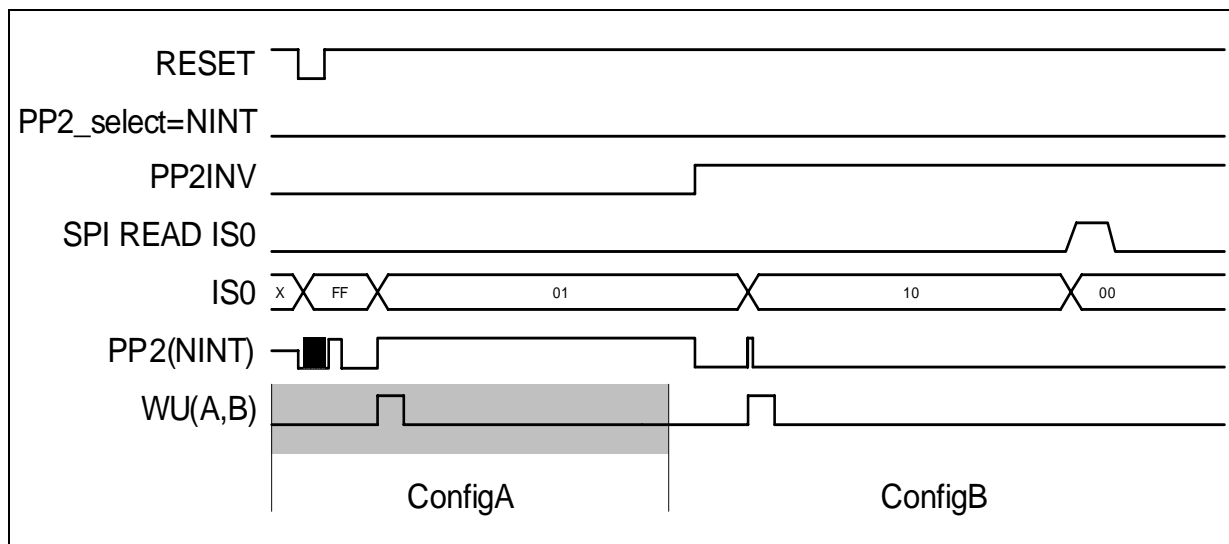 RESET
PP2_select=NINT
PP2INV
SPI READ IS0
IS0 X FF 01 10 00
PP2(NINT)
WU(A,B)
ConfigA ConfigB